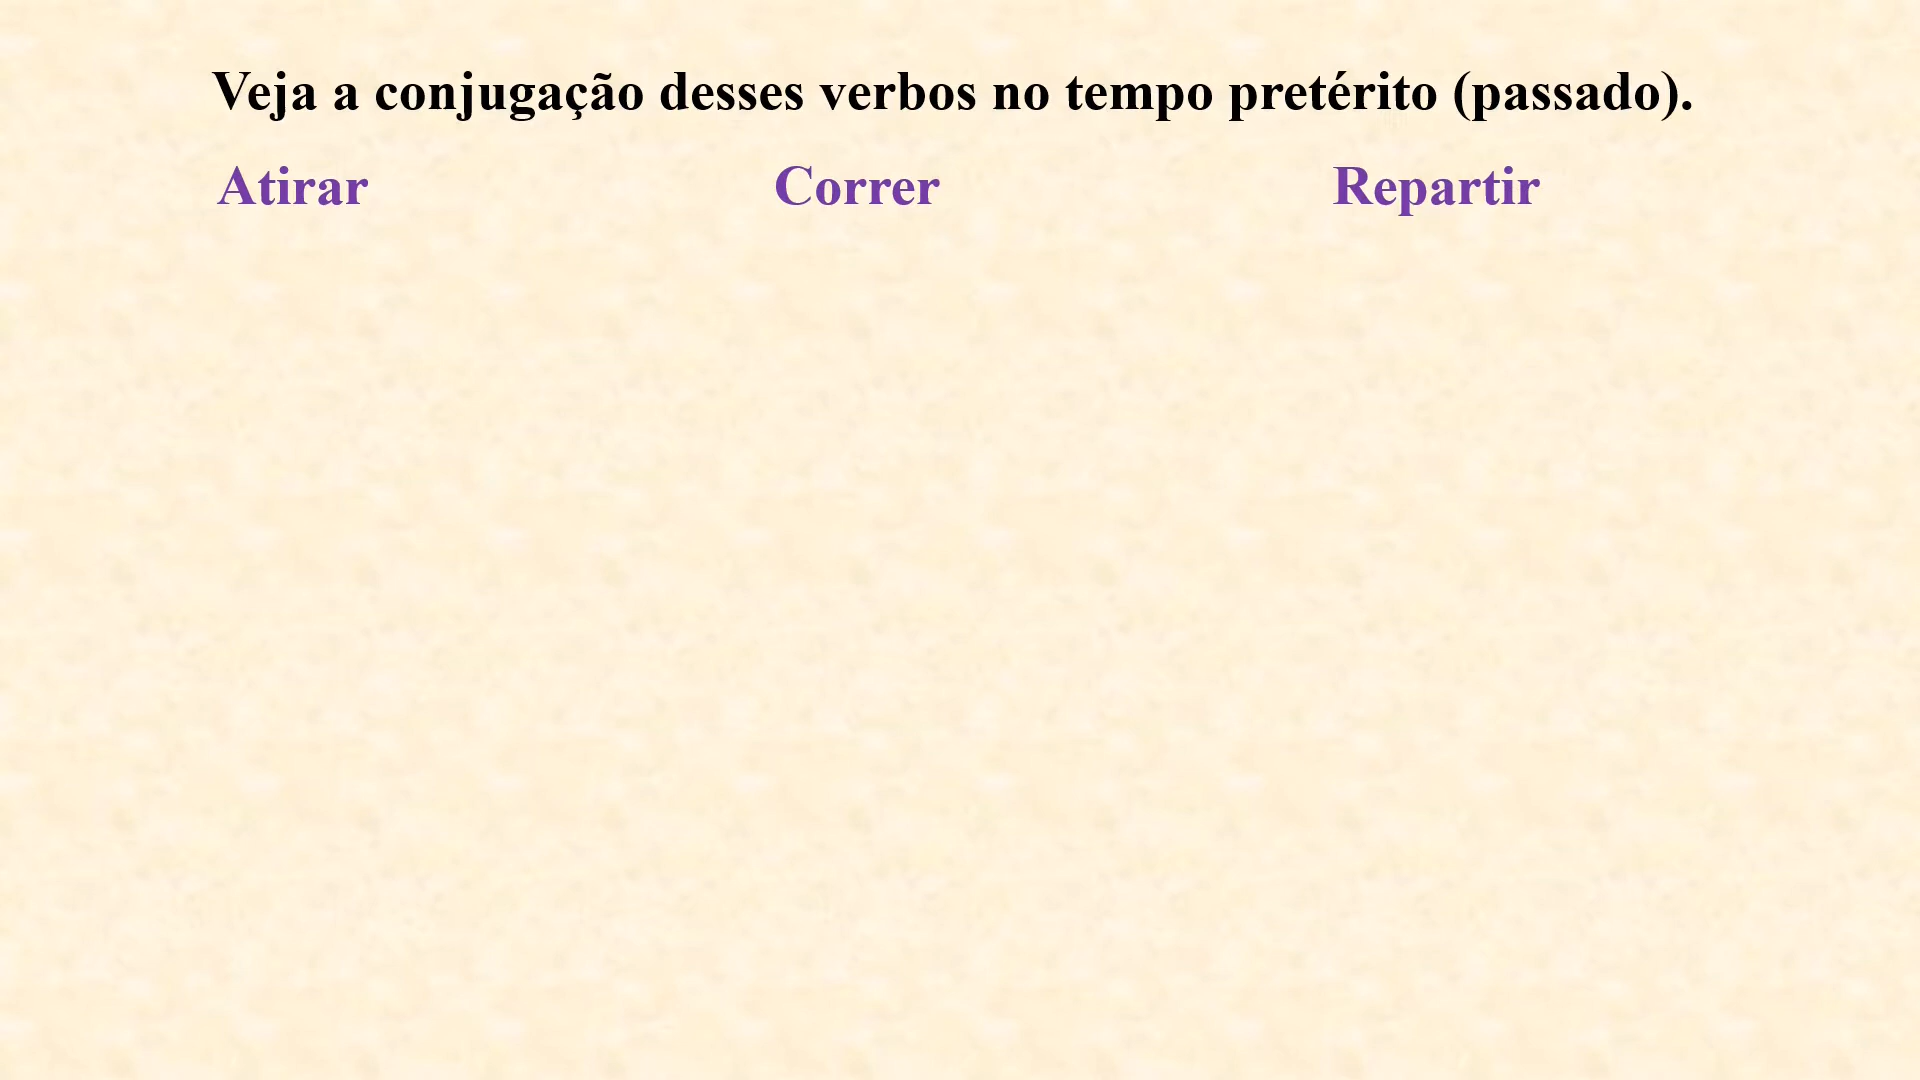 Veja a conjugação desses verbos no tempo pretérito (passado).
Atirar Correr Repartir